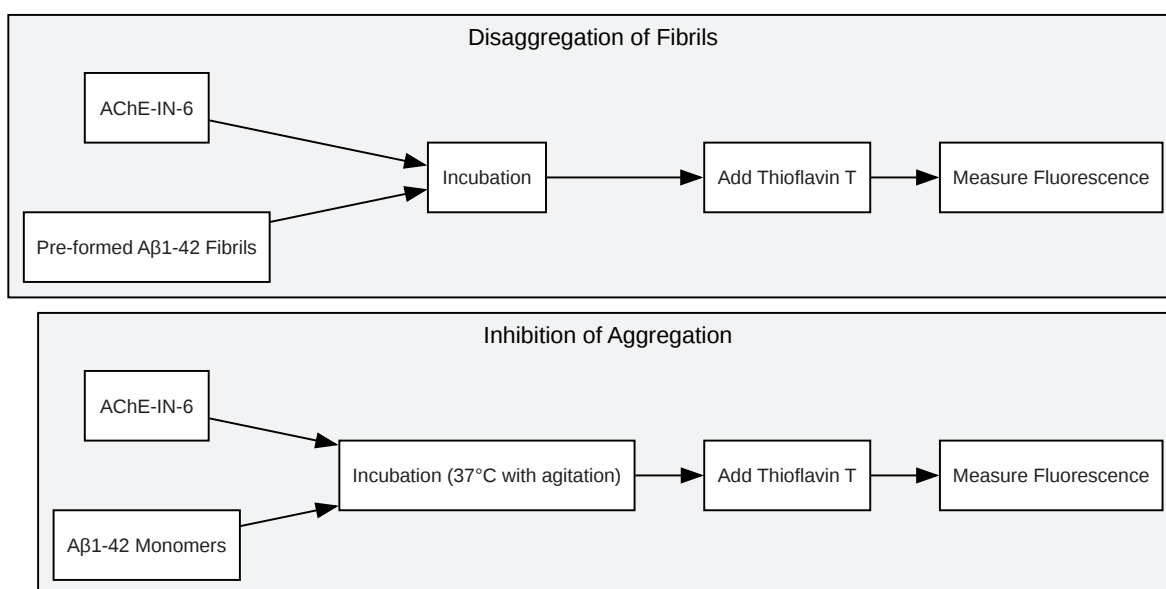 Disaggregation of Fibrils
AChE-IN-6
Incubation
Add Thioflavin T
Measure Fluorescence
Pre-formed Aβ1-42 Fibrils
Inhibition of Aggregation
AChE-IN-6
Incubation (37°C with agitation)
Add Thioflavin T
Measure Fluorescence
Aβ1-42 Monomers